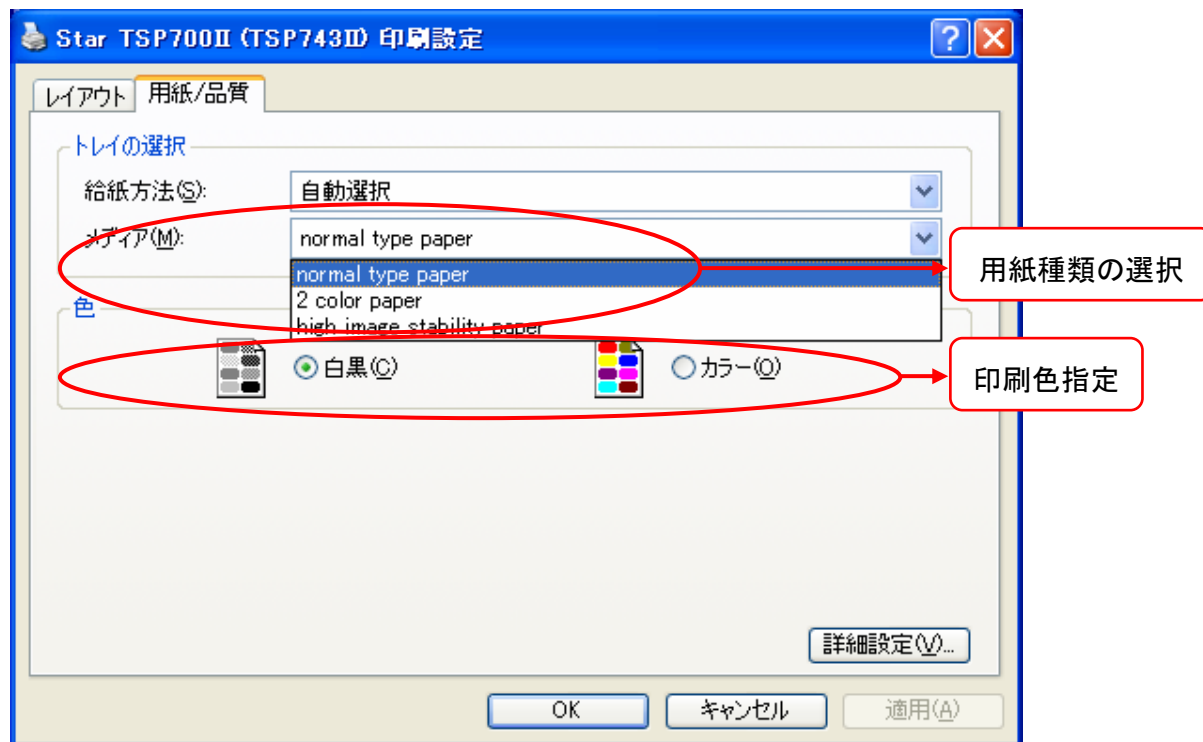 Star TSP700II (TSP743II) 印刷設定
レイアウト 用紙/品質
トレイの選択
給紙方法(S): 自動選択
メディア(M): normal type paper
normal type paper
2 color paper
high image stability paper
用紙種類の選択
色
白黒(C) カラー(O)
印刷色指定
詳細設定(V)...
OK キャンセル 適用(A)